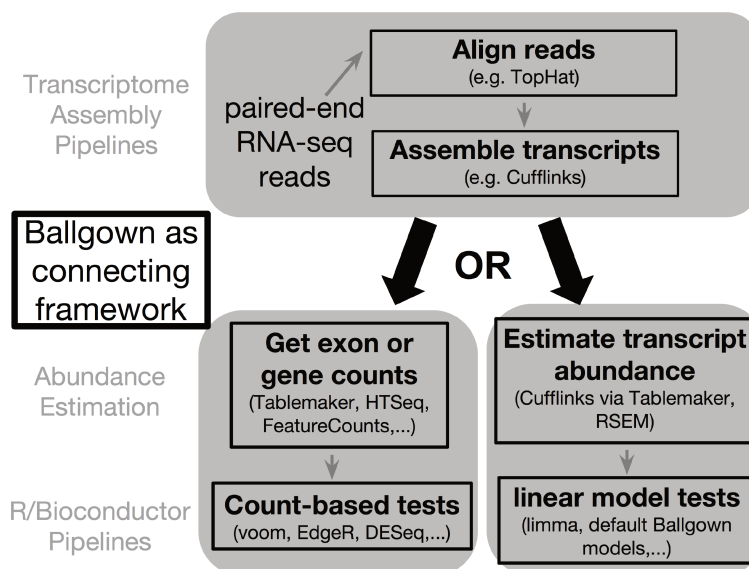 Transcriptome
Assembly
Pipelines
Align reads
(e.g. TopHat)
paired-end
RNA-seq
reads
Assemble transcripts
(e.g. Cufflinks)
Ballgown as
connecting
framework
OR
Abundance
Estimation
Get exon or
gene counts
(Tablemaker, HTSeq,
FeatureCounts,...)
Estimate transcript
abundance
(Cufflinks via Tablemaker,
RSEM)
R/Bioconductor
Pipelines
Count-based tests
(voom, EdgeR, DESeq,...)
linear model tests
(limma, default Ballgown
models,...)